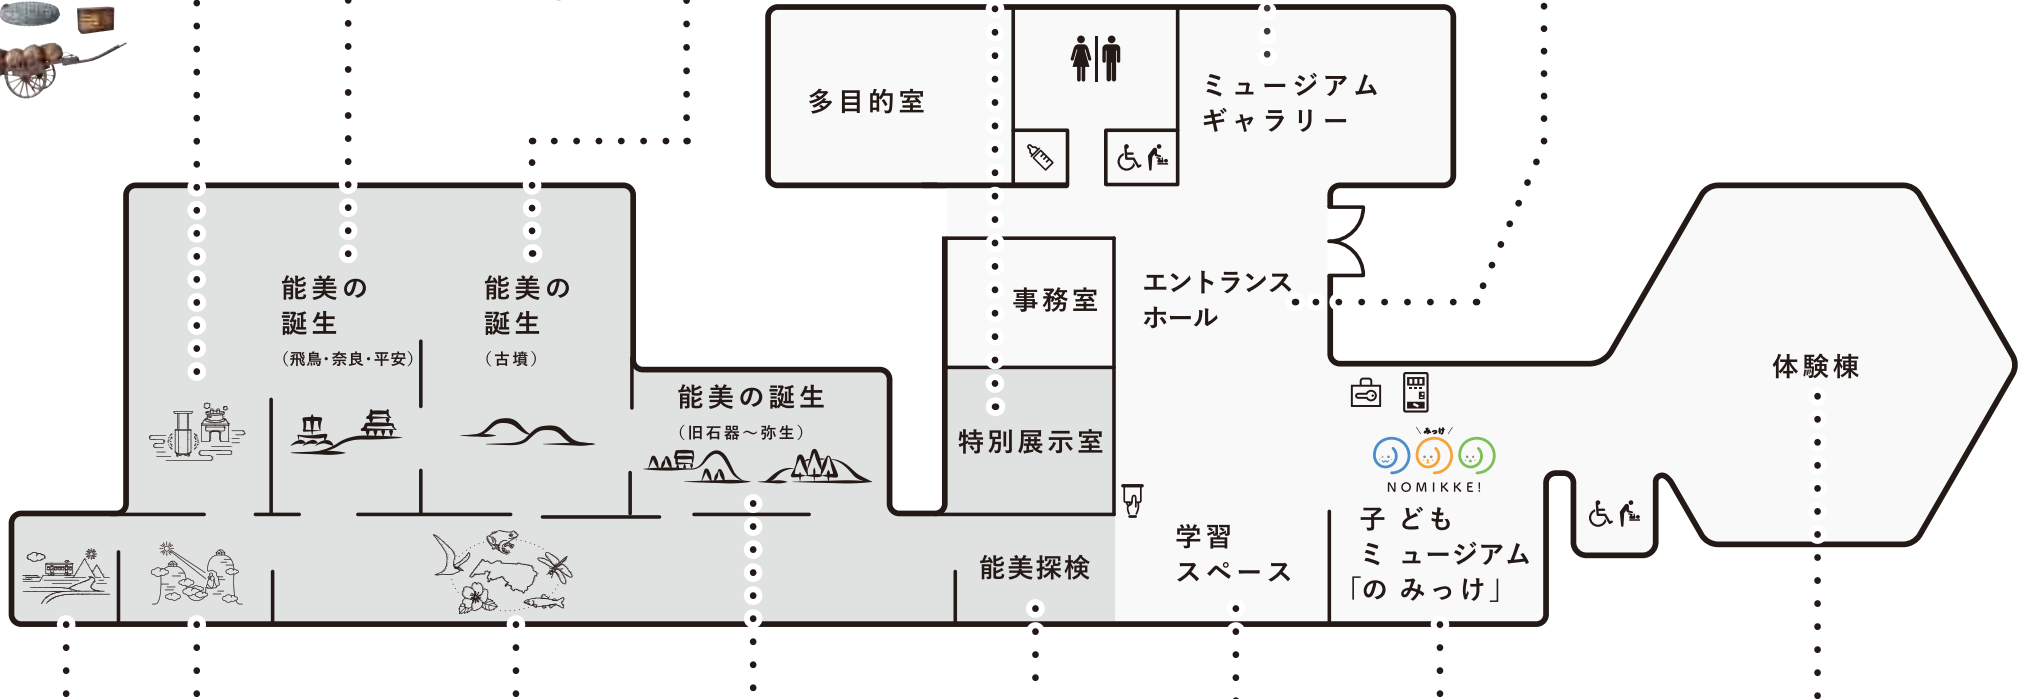 多目的室
ミュージアム
ギャラリー
能美の
誕生
（飛鳥・奈良・平安）
能美の
誕生
（古墳）
能美の誕生
（旧石器～弥生）
事務室
エントランス
ホール
特別展示室
体験棟
みっけ
NOMIKKE!
子ども
ミュージアム
「のみっけ」
学習
スペース
能美探検